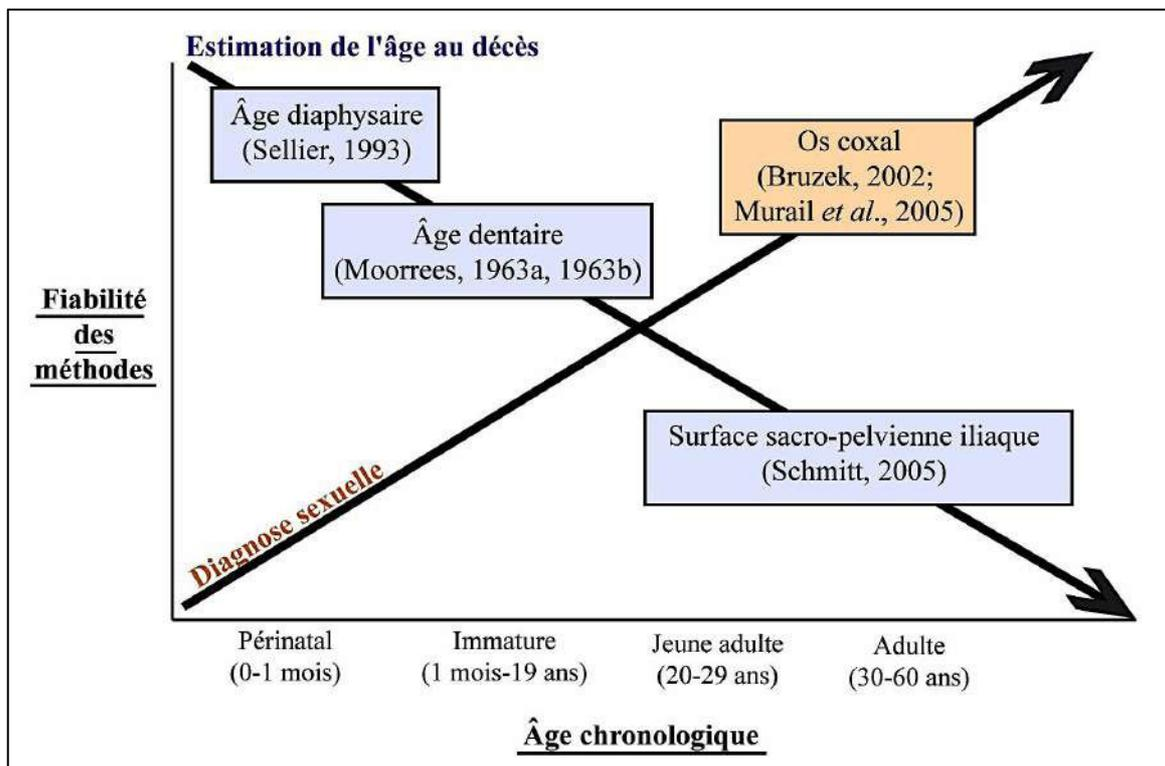 Estimation de l'âge au décès
Âge diaphysaire
(Sellier, 1993)
Os coxal
(Bruzek, 2002;
Murail et al., 2005)
Âge dentaire
(Moorrees, 1963a, 1963b)
Fiabilité
des
méthodes
Surface sacro-pelvienne iliaque
(Schmitt, 2005)
Diagnose sexuelle
Périnatal
(0-1 mois)
Immature
(1 mois-19 ans)
Jeune adulte
(20-29 ans)
Adulte
(30-60 ans)
Âge chronologique